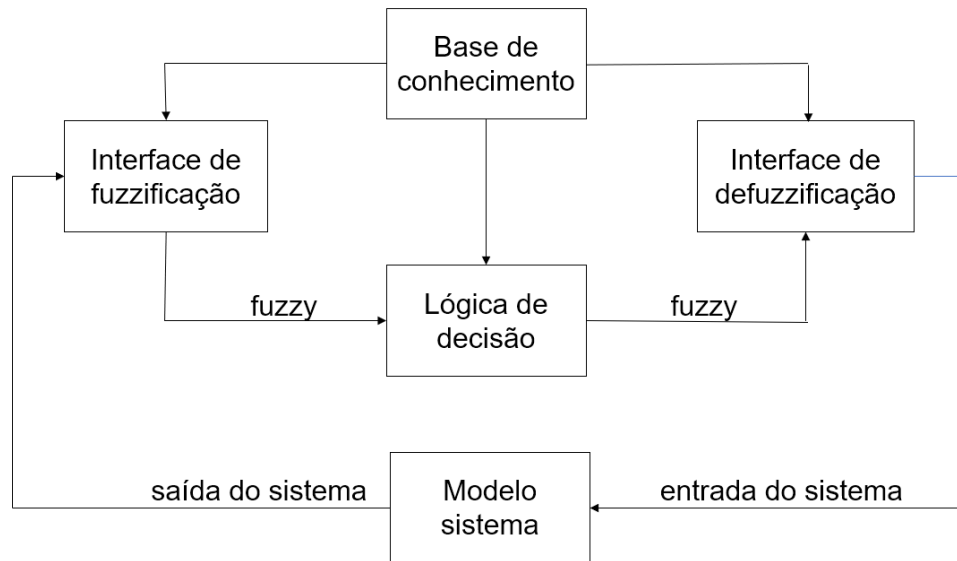 Base de
conhecimento
Interface de
fuzzificação
Interface de
defuzzificação
fuzzy
Lógica de
decisão
fuzzy
saída do sistema
Modelo
sistema
entrada do sistema